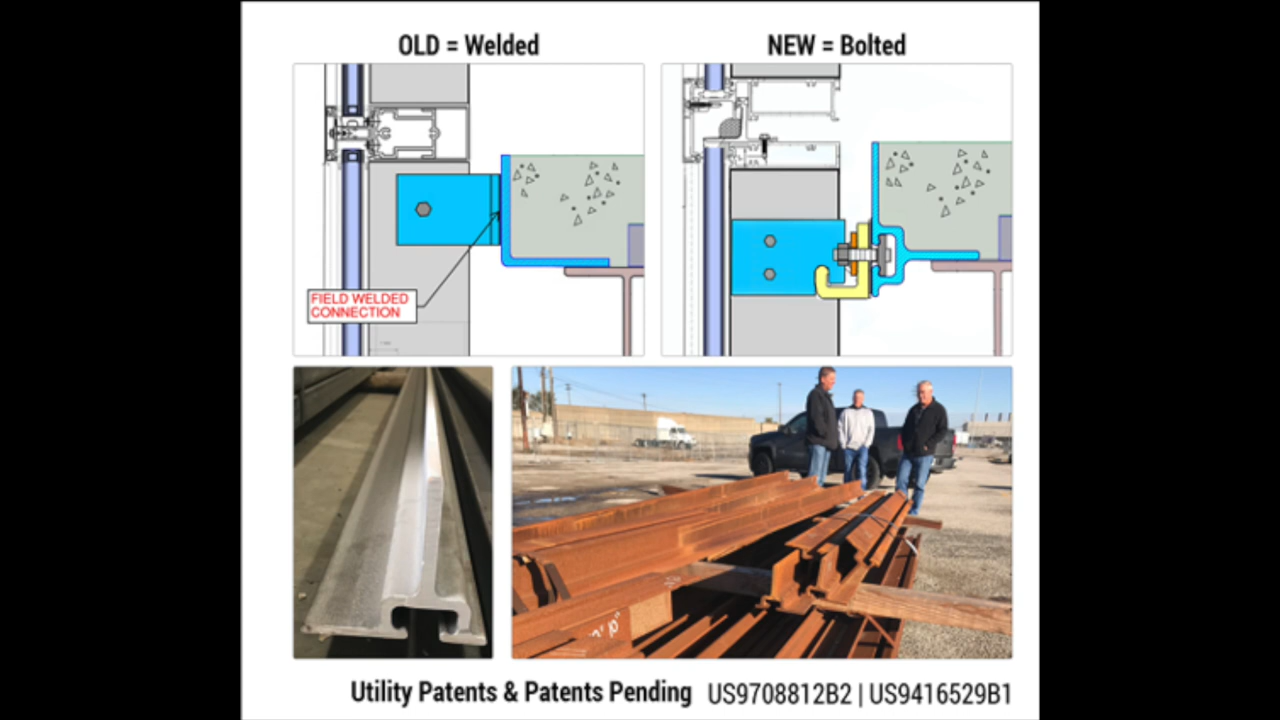 OLD = Welded
NEW = Bolted
FIELD WELDED
CONNECTION
Utility Patents & Patents Pending US9708812B2 | US9416529B1